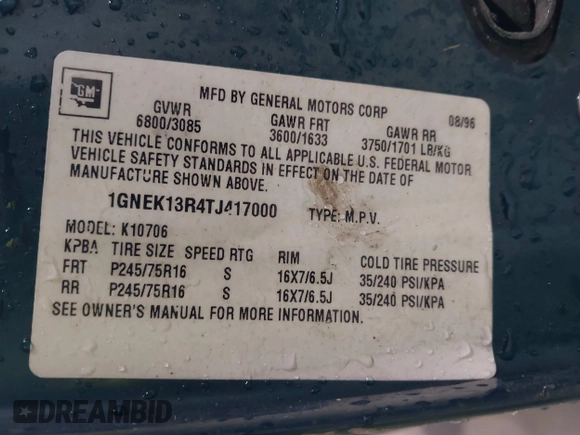 GM
MFD BY GENERAL MOTORS CORP 08/96
GVWR GAWR FRT GAWR RR
6800/3085 3600/1633 3750/1701 LB/KG
THIS VEHICLE CONFORMS TO ALL APPLICABLE U.S. FEDERAL MOTOR
VEHICLE SAFETY STANDARDS IN EFFECT ON THE DATE OF
MANUFACTURE SHOWN ABOVE.
1GNEK13R4TJ417000 TYPE: M.P.V.
MODEL: K10706
KPBA TIRE SIZE SPEED RTG RIM COLD TIRE PRESSURE
FRT P245/75R16 S 16X7/6.5J 35/240 PSI/KPA
RR P245/75R16 S 16X7/6.5J 35/240 PSI/KPA
SEE OWNER'S MANUAL FOR MORE INFORMATION.
DREAMBID